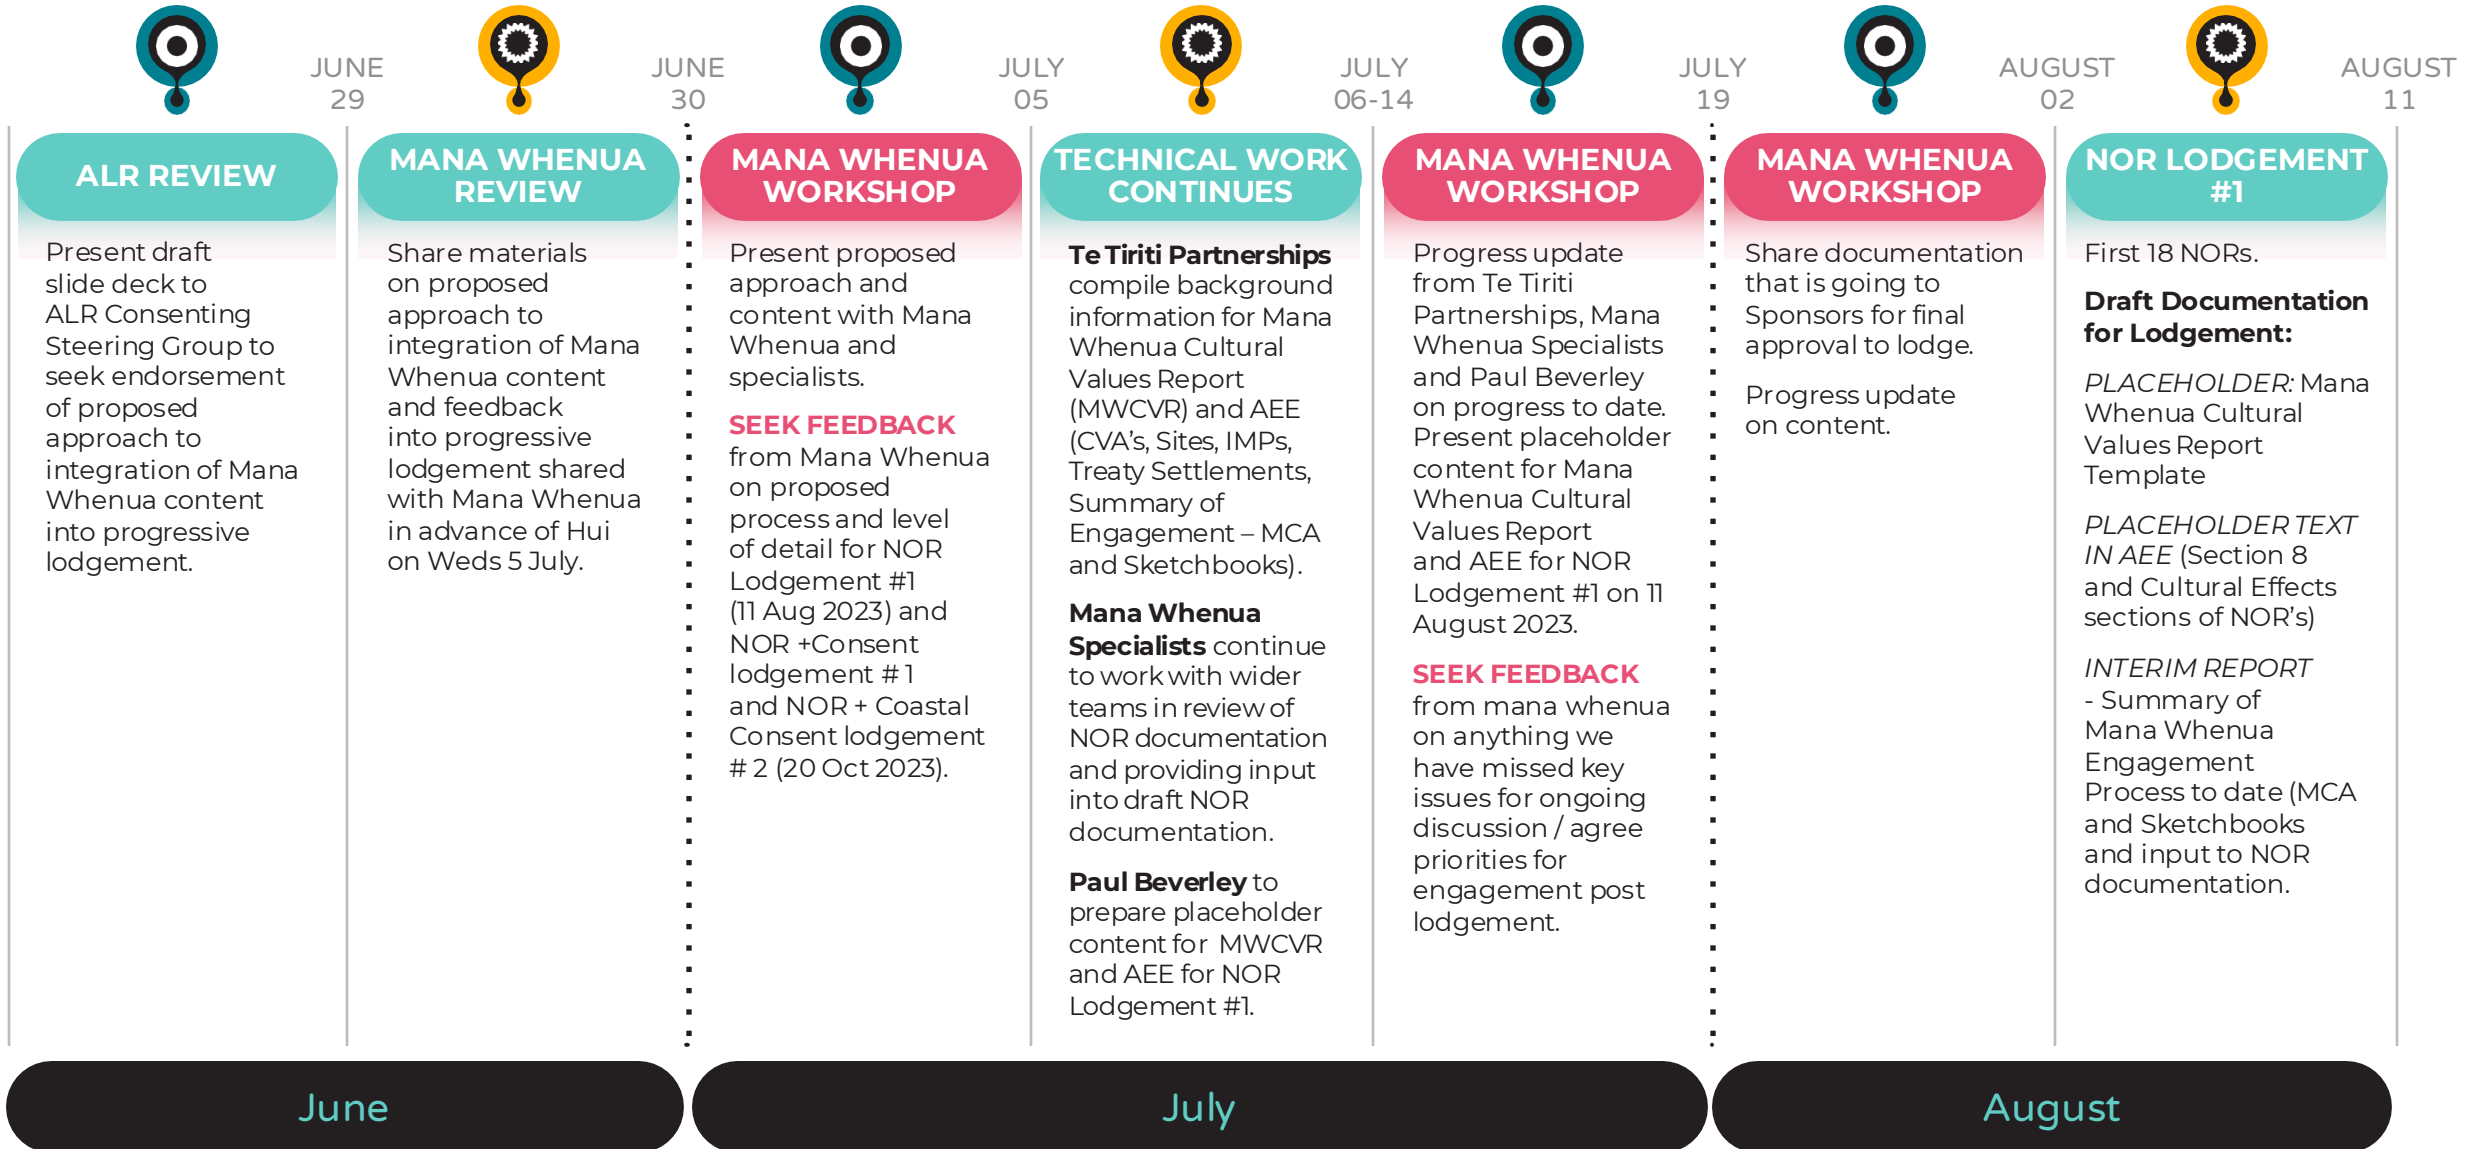 JUNE
29
JUNE
30
JULY
05
JULY
06-14
JULY
19
AUGUST
02
AUGUST
11
ALR REVIEW
Present draft
slide deck to
ALR Consenting
Steering Group to
seek endorsement
of proposed
approach to
integration of Mana
Whenua content
into progressive
lodgement.
MANA WHENUA
REVIEW
Share materials
on proposed
approach to
integration of Mana
Whenua content
and feedback
into progressive
lodgement shared
with Mana Whenua
in advance of Hui
on Weds 5 July.
MANA WHENUA
WORKSHOP
Present proposed
approach and
content with Mana
Whenua and
specialists.
SEEK FEEDBACK
from Mana Whenua
on proposed
process and level
of detail for NOR
Lodgement #1
(11 Aug 2023) and
NOR +Consent
lodgement # 1
and NOR + Coastal
Consent lodgement
# 2 (20 Oct 2023).
TECHNICAL WORK
CONTINUES
Te Tiriti Partnerships
compile background
information for Mana
Whenua Cultural
Values Report
(MWCVR) and AEE
(CVA's, Sites, IMPs,
Treaty Settlements,
Summary of
Engagement – MCA
and Sketchbooks).
Mana Whenua
Specialists continue
to work with wider
teams in review of
NOR documentation
and providing input
into draft NOR
documentation.
Paul Beverley to
prepare placeholder
content for MWCVR
and AEE for NOR
Lodgement #1.
MANA WHENUA
WORKSHOP
Progress update
from Te Tiriti
Partnerships, Mana
Whenua Specialists
and Paul Beverley
on progress to date.
Present placeholder
content for Mana
Whenua Cultural
Values Report
and AEE for NOR
Lodgement #1 on 11
August 2023.
SEEK FEEDBACK
from mana whenua
on anything we
have missed key
issues for ongoing
discussion / agree
priorities for
engagement post
lodgement.
MANA WHENUA
WORKSHOP
Share documentation
that is going to
Sponsors for final
approval to lodge.
Progress update
on content.
NOR LODGEMENT
#1
First 18 NORs.
Draft Documentation
for Lodgement:
PLACEHOLDER: Mana
Whenua Cultural
Values Report
Template
PLACEHOLDER TEXT
IN AEE (Section 8
and Cultural Effects
sections of NOR's)
INTERIM REPORT
- Summary of
Mana Whenua
Engagement
Process to date (MCA
and Sketchbooks
and input to NOR
documentation.
June
July
August